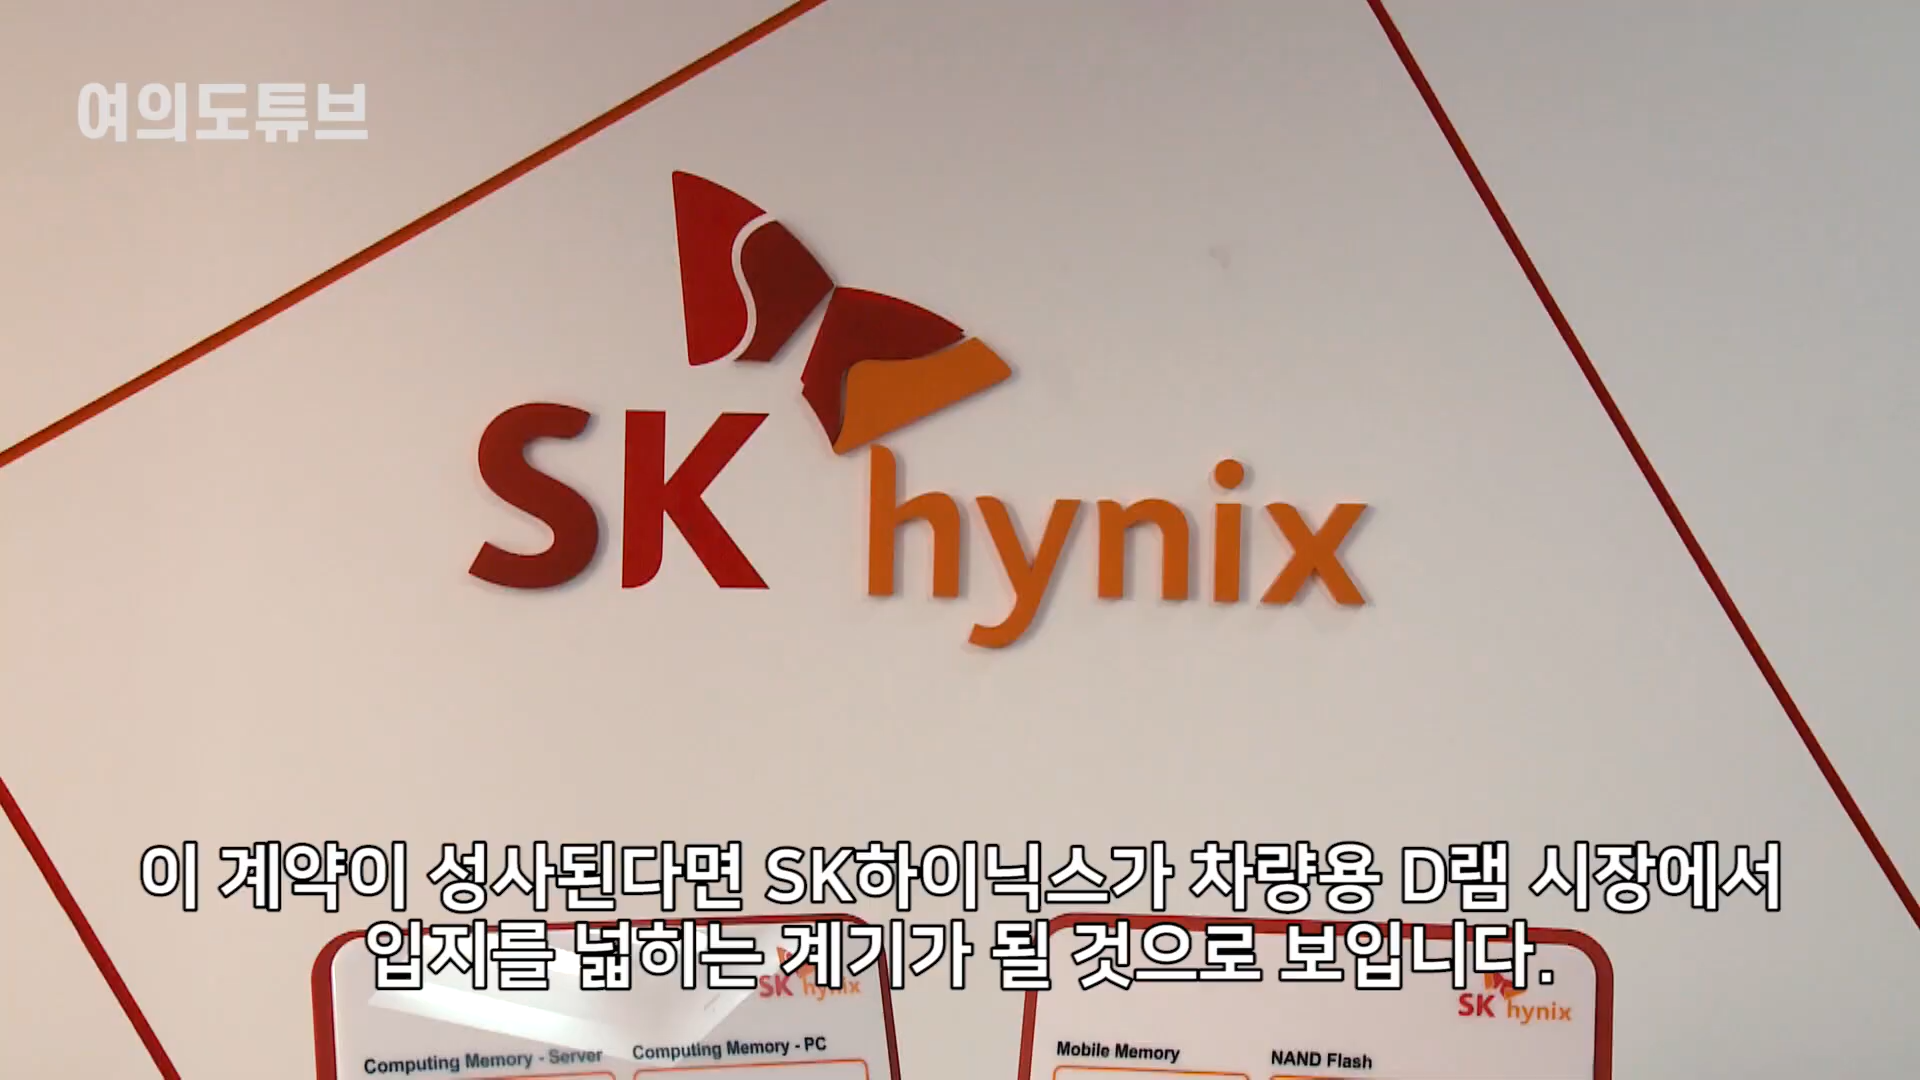 여의도튜브
SK hynix
이 계약이 성사된다면 SK하이닉스가 차량용 D램 시장에서
입지를 넓히는 계기가 될 것으로 보입니다.
SK hynix
SK hynix
Computing Memory - Server
Computing Memory - PC
Mobile Memory
NAND Flash